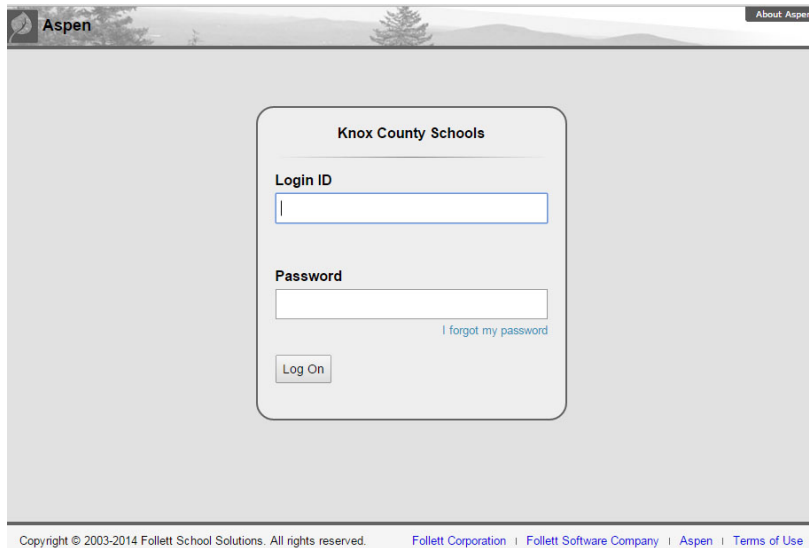 Aspen
About Aspen
Knox County Schools
Login ID
Password
I forgot my password
Log On
Copyright © 2003-2014 Follett School Solutions. All rights reserved. Follett Corporation | Follett Software Company | Aspen | Terms of Use